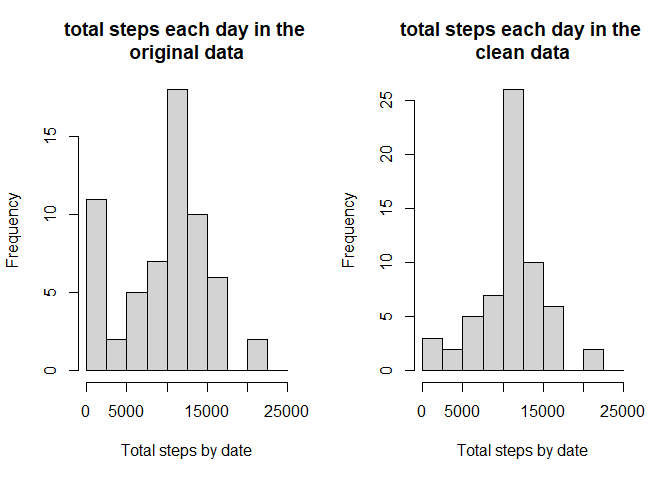 total steps each day in the
original data
Frequency
15
10
5
0
0 5000 15000 25000
Total steps by date
total steps each day in the
clean data
Frequency
25
20
15
10
5
0
0 5000 15000 25000
Total steps by date